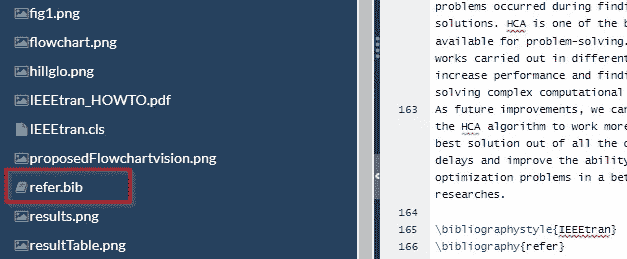 fig1.png
flowchart.png
hillglo.png
IEEEtran_HOWTO.pdf
IEEEtran.cls
proposedFlowchartvision.png
refer.bib
results.png
resultTable.png
problems occurred during findi
solutions. HCA is one of the b
available for problem-solving.
works carried out in different
increase performance and findi
solving complex computational
163 As future improvements, we can
the HCA algorithm to work more
best solution out of all the c
delays and improve the ability
optimization problems in a bet
researches.
164
165 \bibliographystyle{IEEEtran}
166 \bibliography{refer}